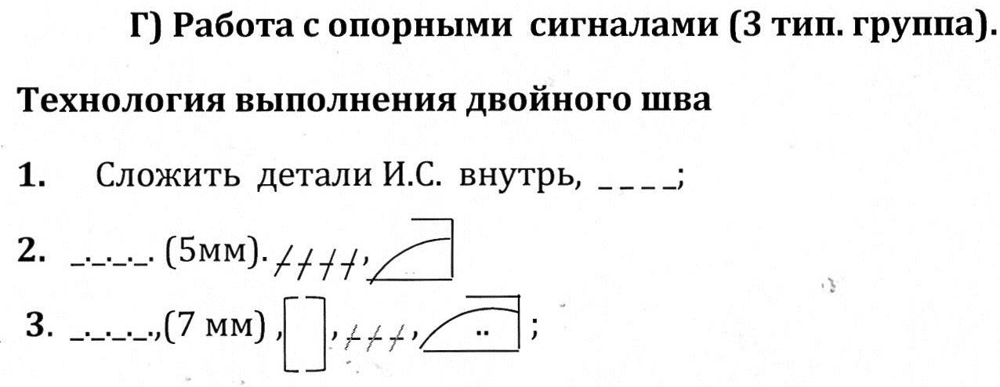 Г) Работа с опорными сигналами (3 тип. группа).
Технология выполнения двойного шва
1. Сложить детали И.С. внутрь, _ _ _ _;
2. _._._._. (5мм). ,
3. _._._._.,(7 мм) , , , ;